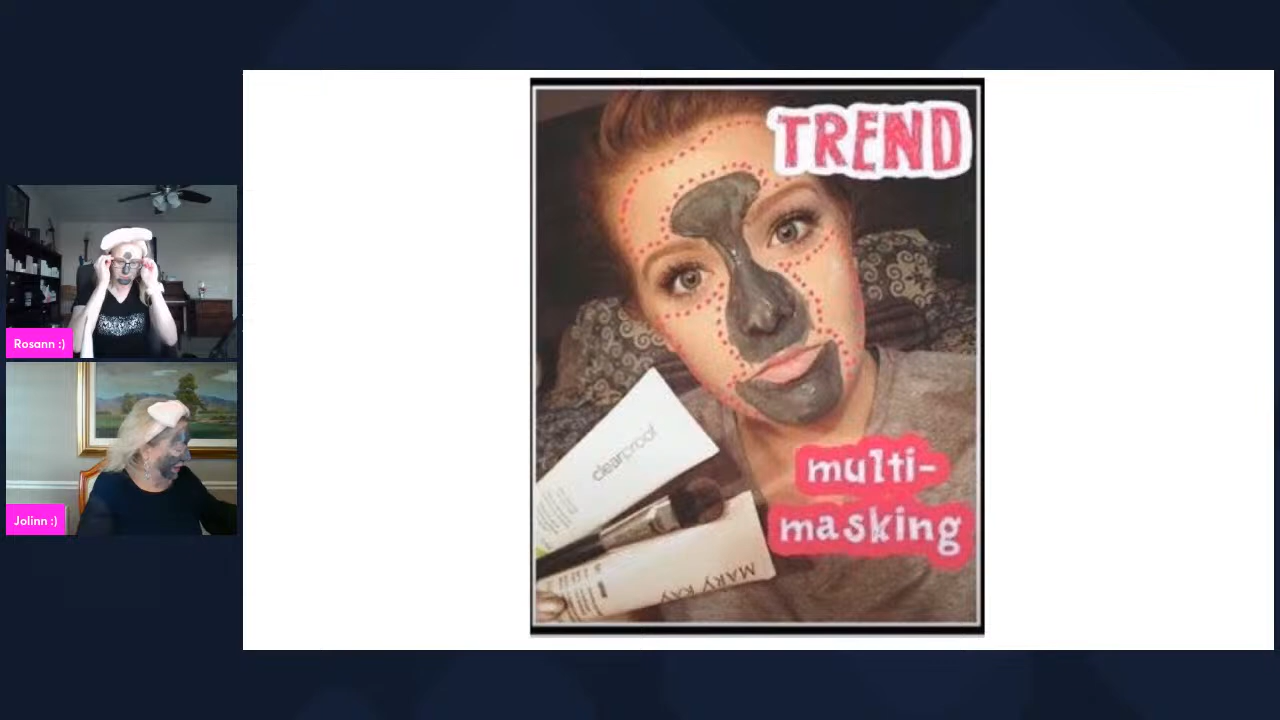 TREND
Rosann :)
clearproof
multi-
masking
Jolinn :)
MARY KAY